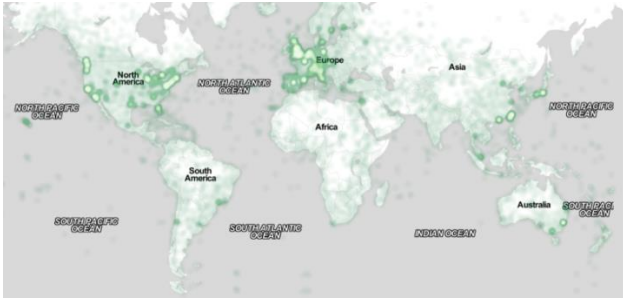 North
America
Europe
Asia
NORTH ATLANTIC
OCEAN
NORTH PACIFIC
OCEAN
NORTH PACIFIC
OCEAN
Africa
South
America
Australia
SOUTH PAC.
OCEAN
SOUTH PACIFIC
OCEAN
SOUTH ATLANTIC
OCEAN
INDIAN OCEAN